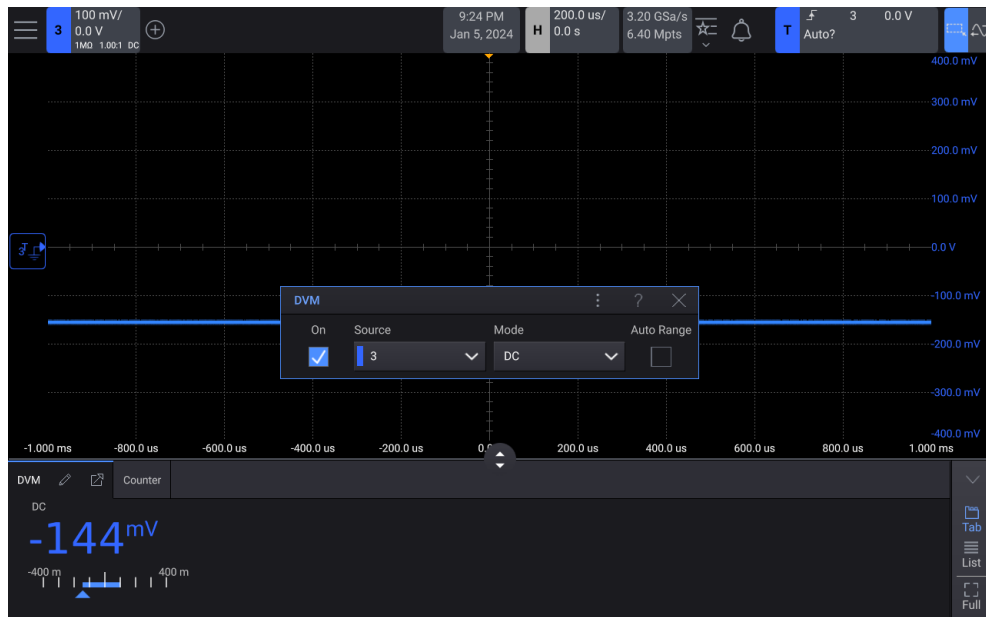 3
100 mV/
0.0 V
1MΩ 1.00:1 DC
9:24 PM
Jan 5, 2024
H
200.0 us/
0.0 s
3.20 GSa/s
6.40 Mpts
T
3 0.0 V
Auto?
400.0 mV
300.0 mV
200.0 mV
100.0 mV
0.0 V
-100.0 mV
-200.0 mV
-300.0 mV
-400.0 mV
3
T
DVM
?
On Source Mode Auto Range
3 DC
-1.000 ms -800.0 us -600.0 us -400.0 us -200.0 us 200.0 us 400.0 us 600.0 us 800.0 us 1.000 ms
DVM Counter
DC
-144 mV
-400 m 400 m
Tab
List
Full